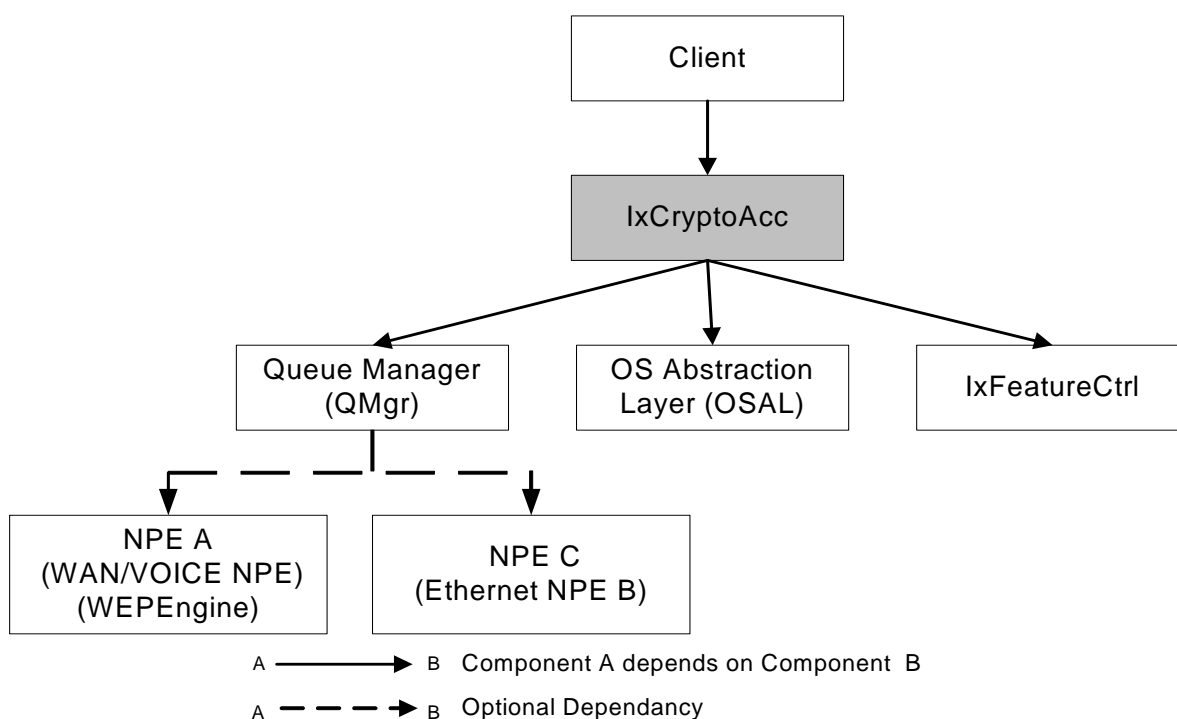 Client
IxCryptoAcc
Queue Manager
(QMgr)
OS Abstraction
Layer (OSAL)
IxFeatureCtrl
NPE A
(WAN/VOICE NPE)
(WEPEngine)
NPE C
(Ethernet NPE B)
A B Component A depends on Component B
A B Optional Dependancy